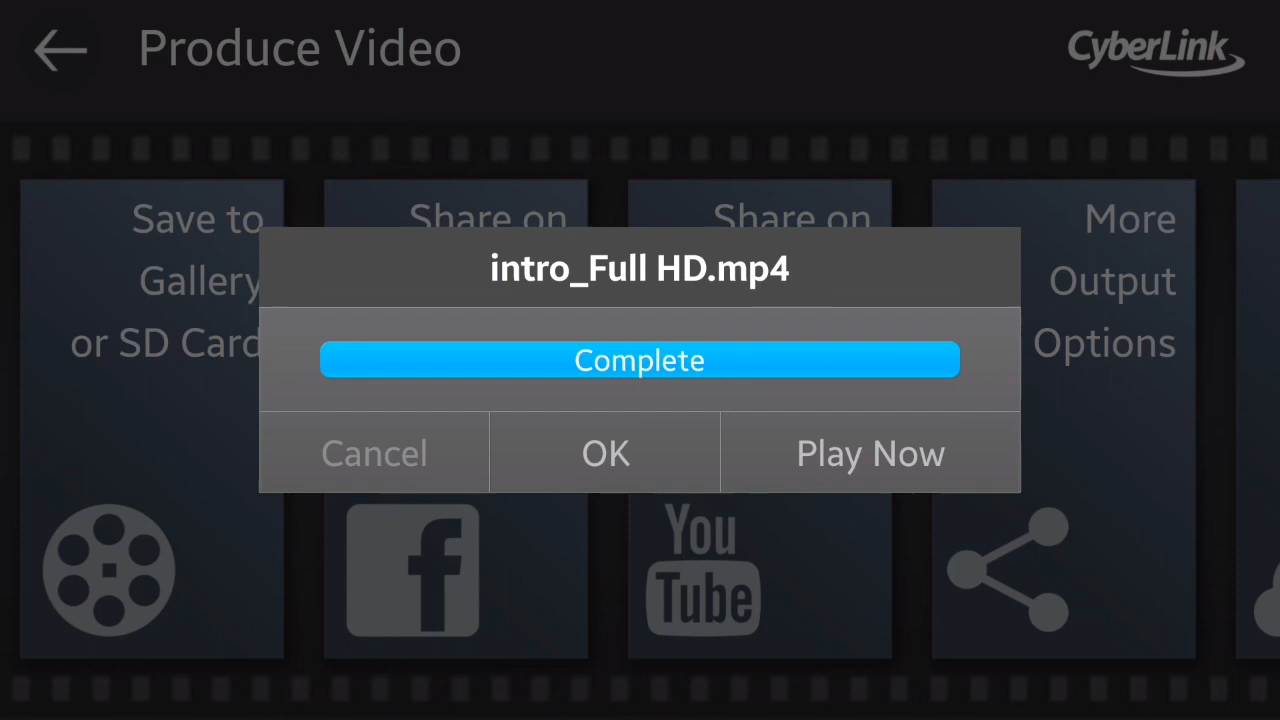 Produce Video
CyberLink
Save to
Gallery
or SD Card
Share on
Share on
More
Output
Options
intro_Full HD.mp4
Complete
Cancel
OK
Play Now
f
You
Tube